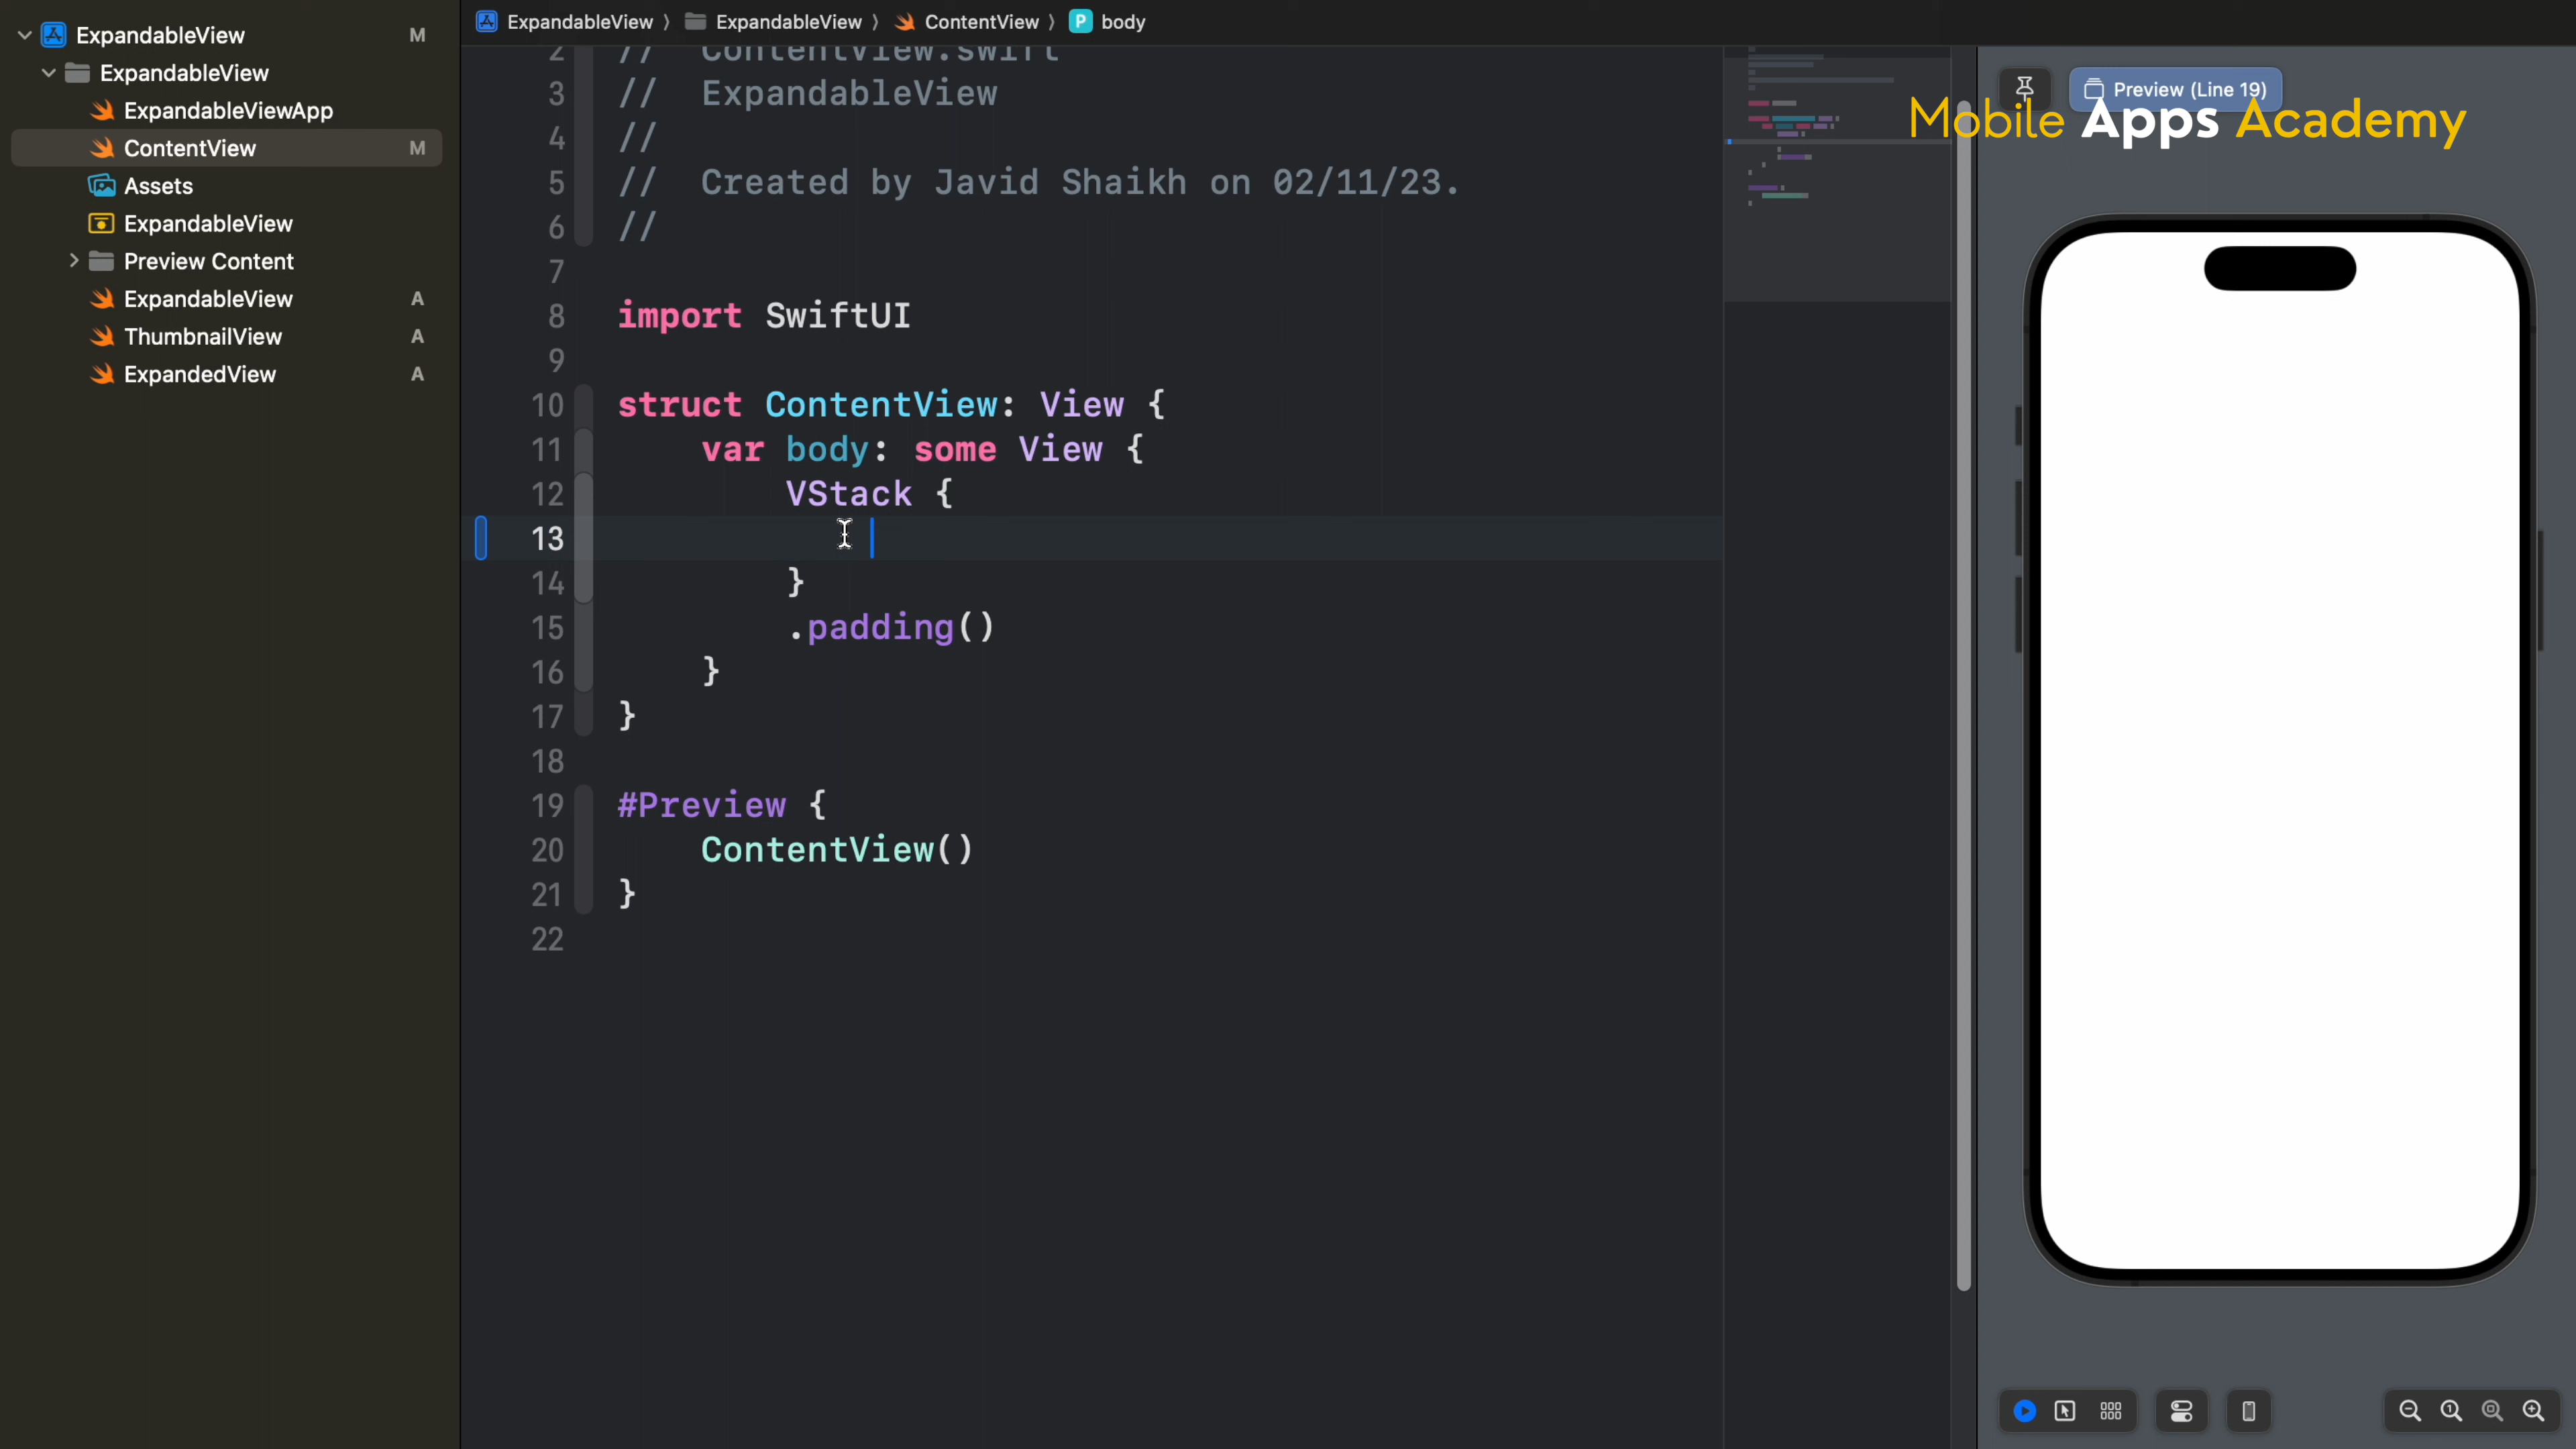 ExpandableView M
ExpandableView
ExpandableViewApp
ContentView M
Assets
ExpandableView
Preview Content
ExpandableView A
ThumbnailView A
ExpandedView A
ExpandableView ⟩ ExpandableView ⟩ ContentView ⟩ P body
2 // ContentView.swift
3 // ExpandableView
4 //
5 // Created by Javid Shaikh on 02/11/23.
6 //
7
8 import SwiftUI
9
10 struct ContentView: View {
11 var body: some View {
12 VStack {
13
14 }
15 .padding()
16 }
17 }
18
19 #Preview {
20 ContentView()
21 }
22
Preview (Line 19)
Mobile Apps Academy